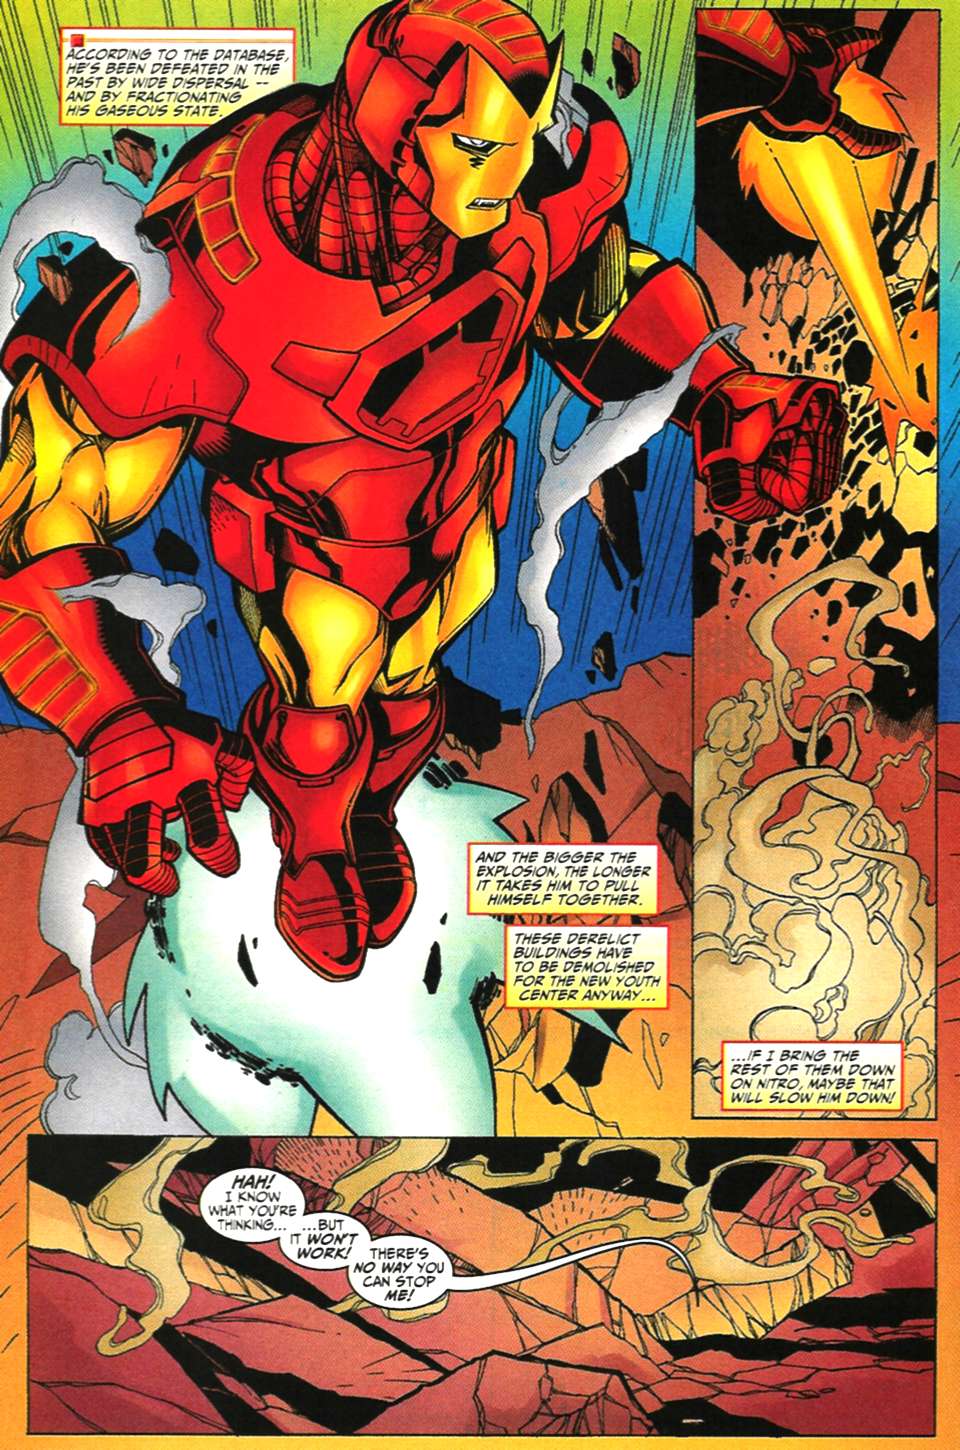 ACCORDING TO THE DATABASE,
HE'S BEEN DEFEATED IN THE
PAST BY WIDE DISPERSAL --
AND BY FRACTIONATING
HIS GASEOUS STATE.
AND THE BIGGER THE
EXPLOSION, THE LONGER
IT TAKES HIM TO PULL
HIMSELF TOGETHER.
THESE DERELICT
BUILDINGS HAVE
TO BE DEMOLISHED
FOR THE NEW YOUTH
CENTER ANYWAY...
...IF I BRING THE
REST OF THEM DOWN
ON NITRO, MAYBE THAT
WILL SLOW HIM DOWN!
HAH!
I KNOW
WHAT YOU'RE
THINKING...
...BUT
IT WON'T
WORK!
THERE'S
NO WAY YOU
CAN STOP
ME!